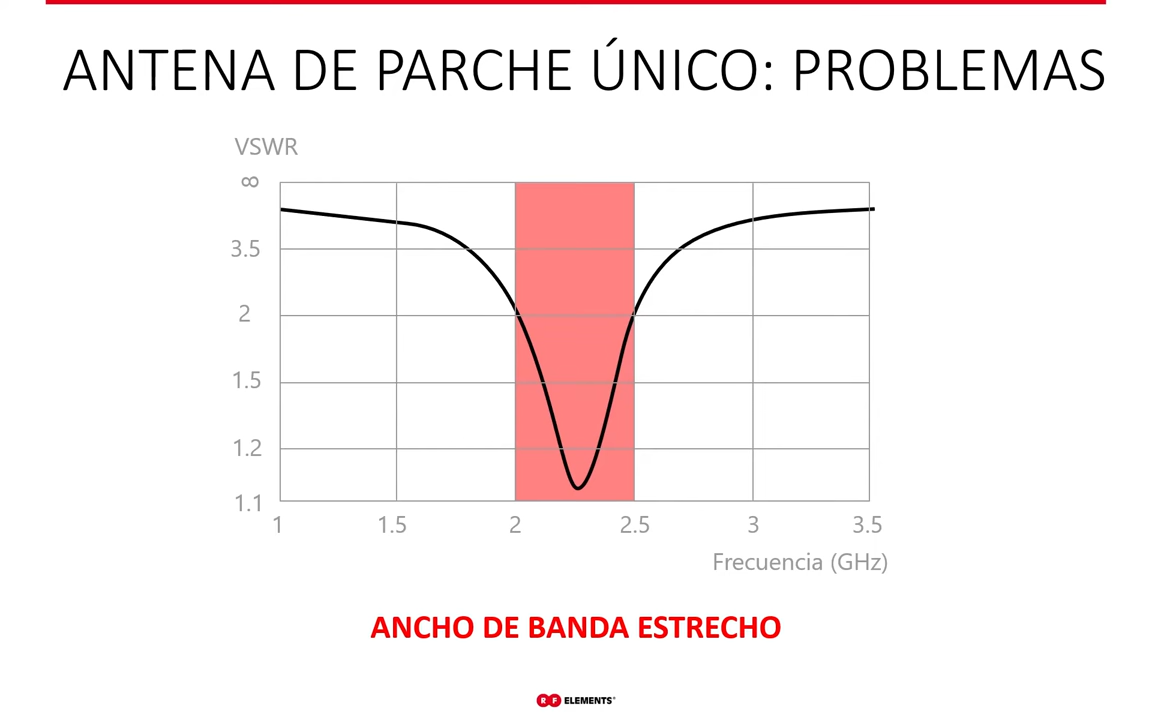 ANTENA DE PARCHE ÚNICO: PROBLEMAS
VSWR
∞
3.5
2
1.5
1.2
1.1
1 1.5 2 2.5 3 3.5
Frecuencia (GHz)
ANCHO DE BANDA ESTRECHO
RF ELEMENTS